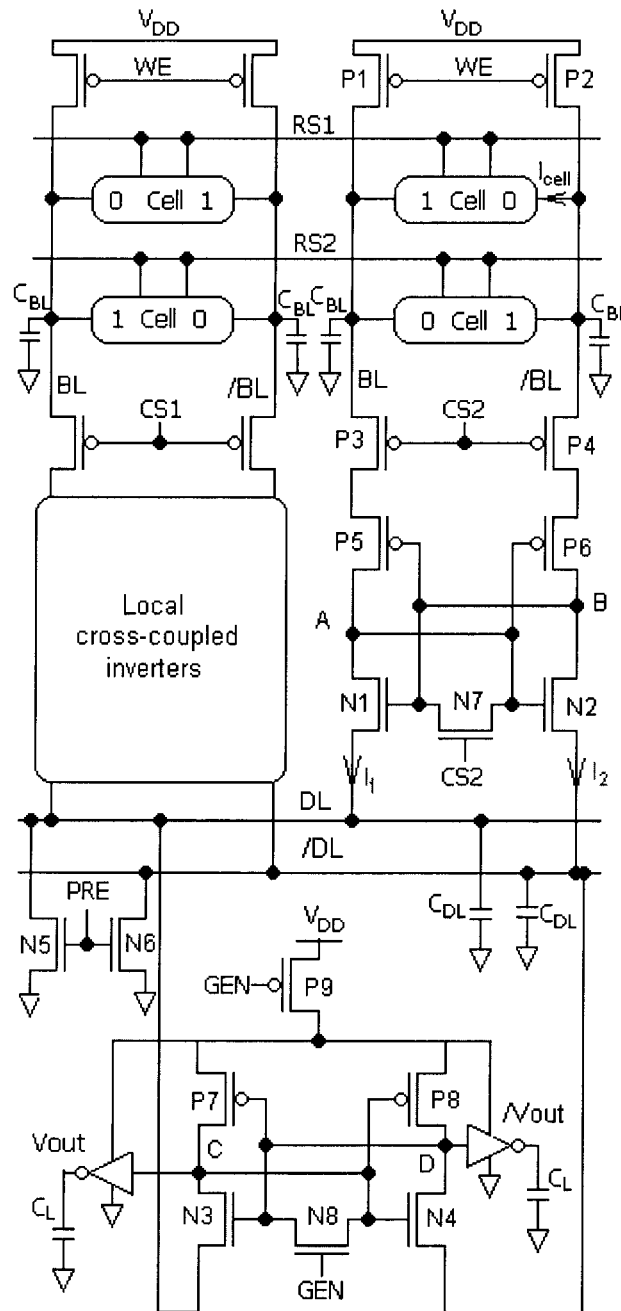 VDD VDD
WE P1 WE P2
RS1
Icell
0 Cell 1 1 Cell 0
RS2
CBL CBL CBL CBL
1 Cell 0 0 Cell 1
BL /BL BL /BL
CS1 CS2
P3 P4
P5 P6
Local
cross-coupled
inverters
A B
N1 N7 N2
CS2
I1 I2
DL
/DL
PRE
CDL CDL
N5 N6
VDD
GEN P9
P7 P8
Vout /Vout
C D
CL CL
N3 N8 N4
GEN